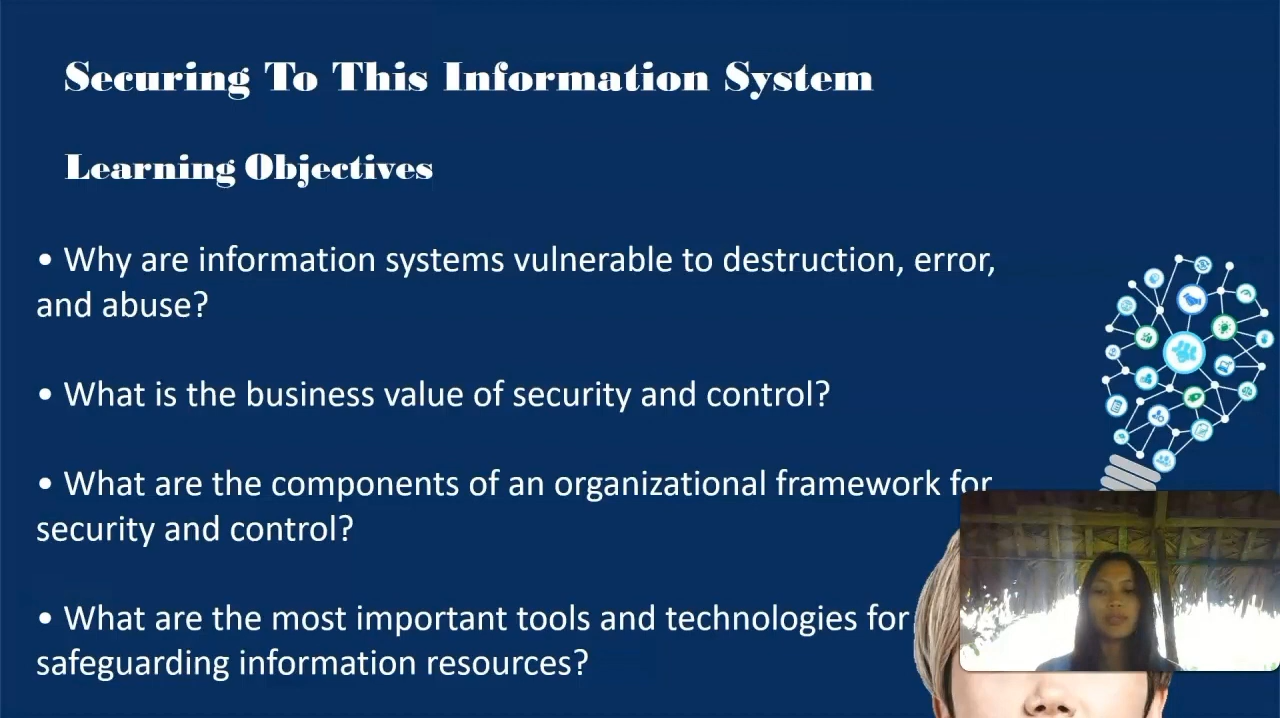 Securing To This Information System
Learning Objectives
• Why are information systems vulnerable to destruction, error,
and abuse?
• What is the business value of security and control?
• What are the components of an organizational framework for
security and control?
• What are the most important tools and technologies for
safeguarding information resources?